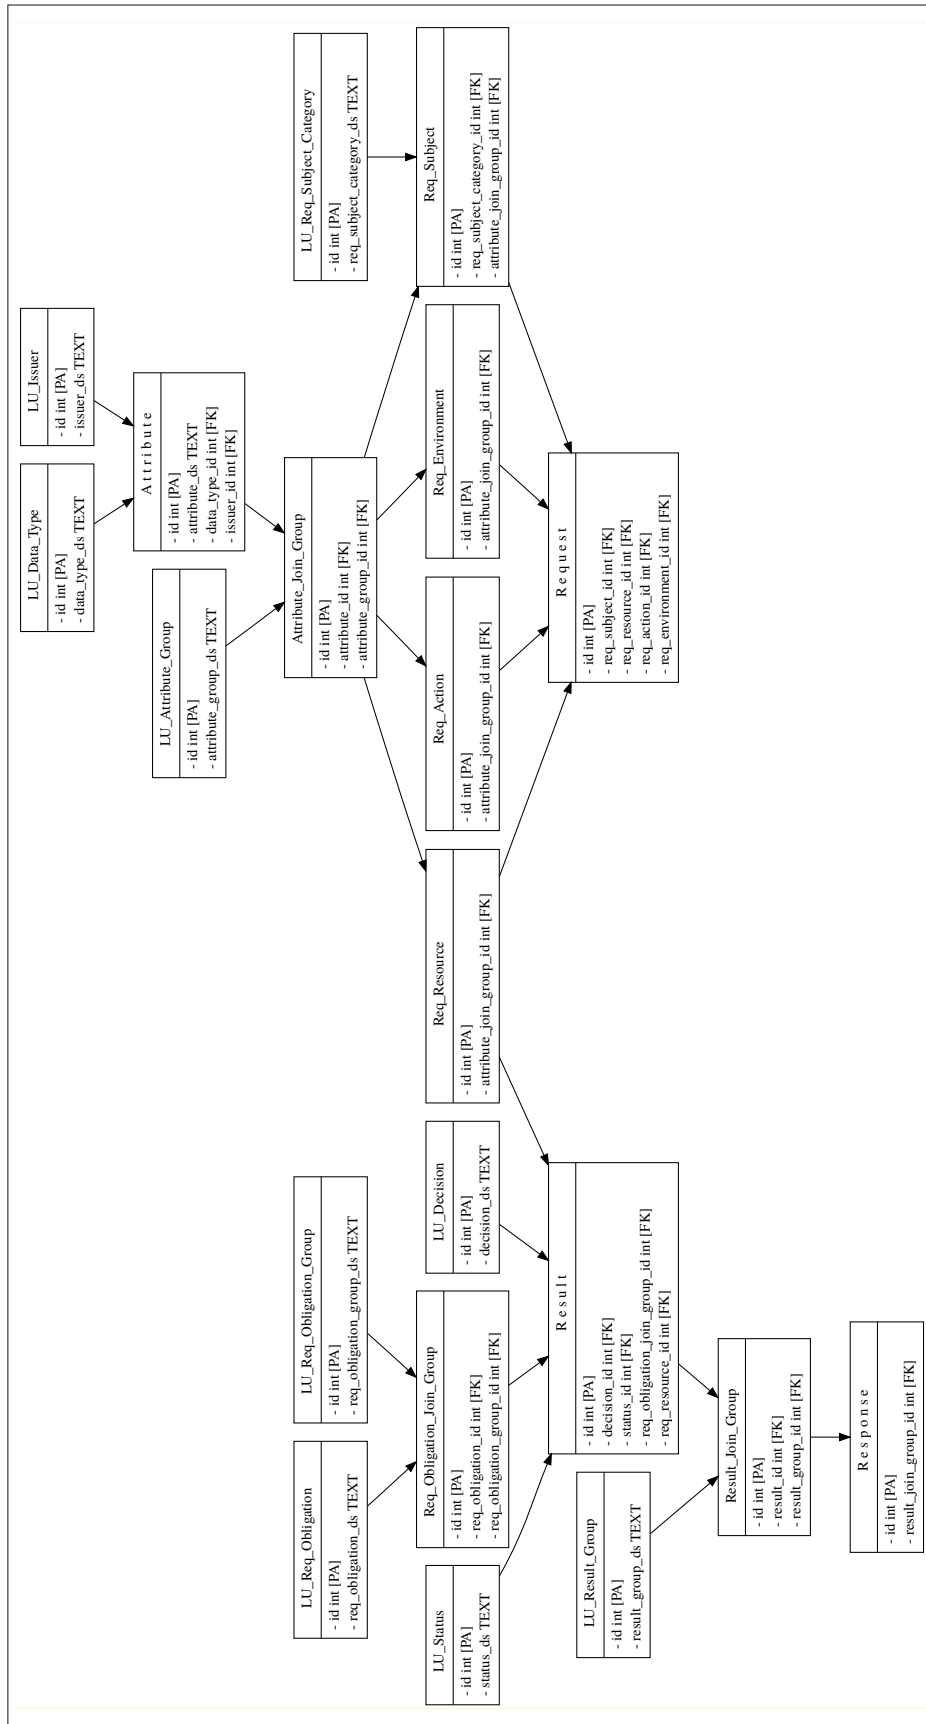 LU_Data_Type
- id int [PA]
- data_type_ds TEXT
LU_Issuer
- id int [PA]
- issuer_ds TEXT
LU_Attribute_Group
- id int [PA]
- attribute_group_ds TEXT
Attribute
- id int [PA]
- attribute_ds TEXT
- data_type_id int [FK]
- issuer_id int [FK]
LU_Req_Obligation
- id int [PA]
- req_obligation_ds TEXT
LU_Req_Obligation_Group
- id int [PA]
- req_obligation_group_ds TEXT
Attribute_Join_Group
- id int [PA]
- attribute_id int [FK]
- attribute_group_id int [FK]
LU_Req_Subject_Category
- id int [PA]
- req_subject_category_ds TEXT
LU_Status
- id int [PA]
- status_ds TEXT
Req_Obligation_Join_Group
- id int [PA]
- req_obligation_id int [FK]
- req_obligation_group_id int [FK]
LU_Decision
- id int [PA]
- decision_ds TEXT
Req_Resource
- id int [PA]
- attribute_join_group_id int [FK]
Req_Action
- id int [PA]
- attribute_join_group_id int [FK]
Req_Environment
- id int [PA]
- attribute_join_group_id int [FK]
Req_Subject
- id int [PA]
- req_subject_category_id int [FK]
- attribute_join_group_id int [FK]
LU_Result_Group
- id int [PA]
- result_group_ds TEXT
Result
- id int [PA]
- decision_id int [FK]
- status_id int [FK]
- req_obligation_join_group_id int [FK]
- req_resource_id int [FK]
Request
- id int [PA]
- req_subject_id int [FK]
- req_resource_id int [FK]
- req_action_id int [FK]
- req_environment_id int [FK]
Result_Join_Group
- id int [PA]
- result_id int [FK]
- result_group_id int [FK]
Response
- id int [PA]
- result_join_group_id int [FK]